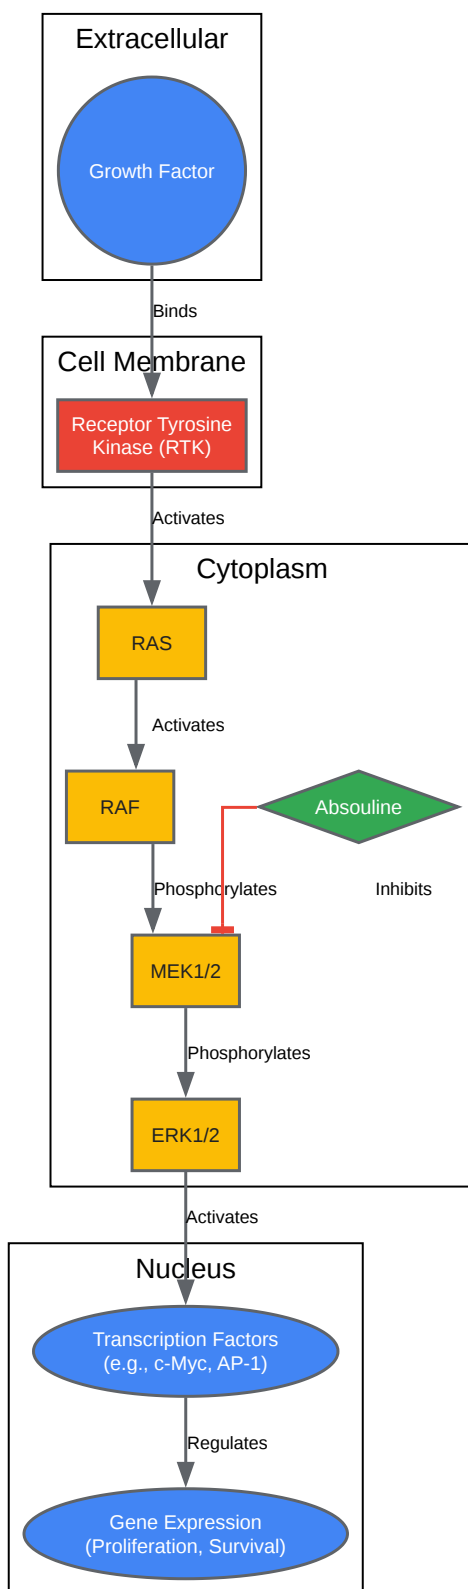 Extracellular
Growth Factor
Binds
Cell Membrane
Receptor Tyrosine
Kinase (RTK)
Activates
Cytoplasm
RAS
Activates
RAF
Absouline
Phosphorylates
Inhibits
MEK1/2
Phosphorylates
ERK1/2
Activates
Nucleus
Transcription Factors
(e.g., c-Myc, AP-1)
Regulates
Gene Expression
(Proliferation, Survival)